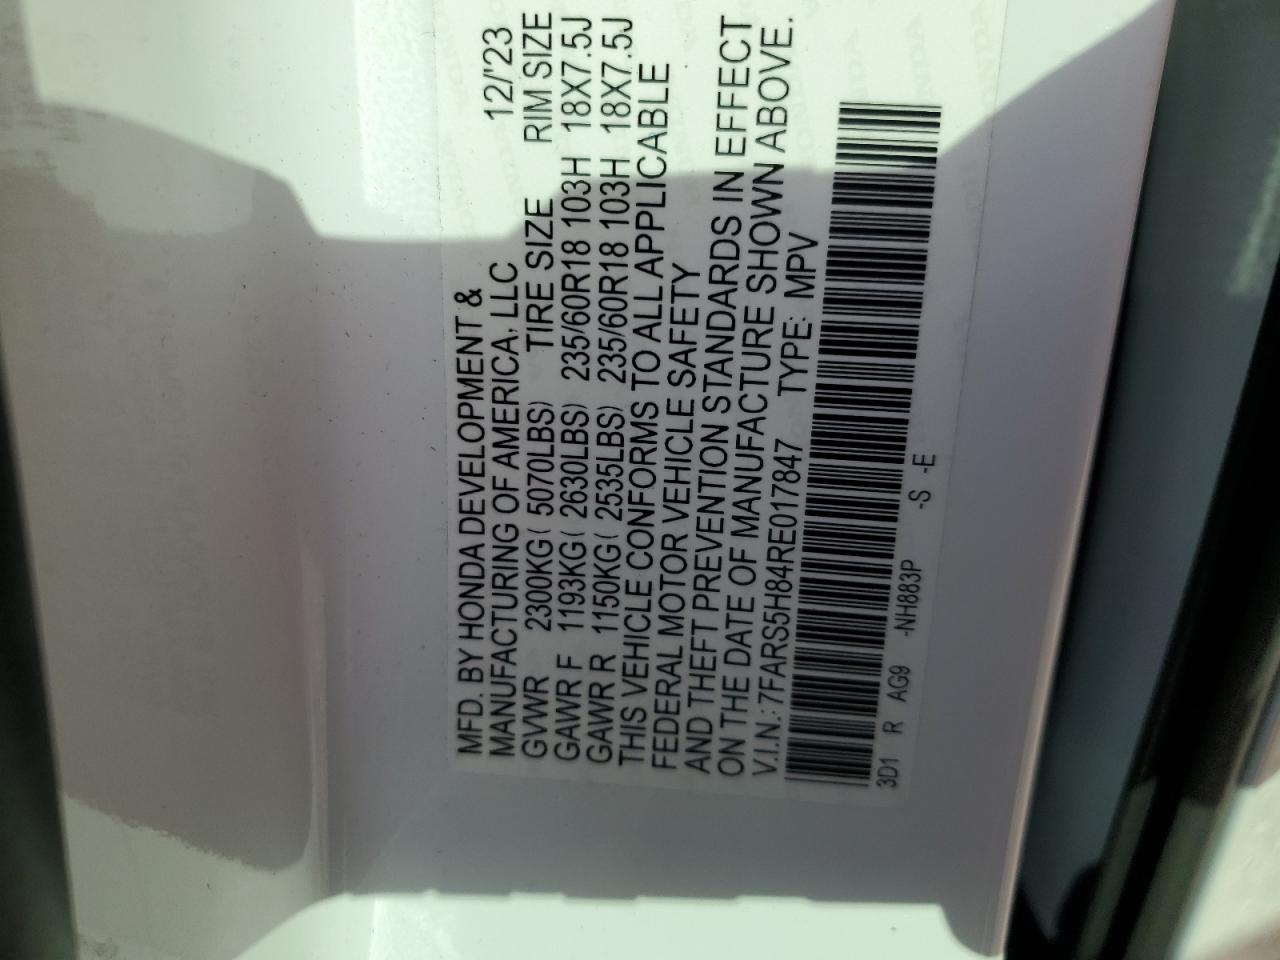 MFD. BY HONDA DEVELOPMENT &
MANUFACTURING OF AMERICA, LLC 12/'23
GVWR 2300KG( 5070LBS) TIRE SIZE RIM SIZE
GAWR F 1193KG( 2630LBS) 235/60R18 103H 18X7.5J
GAWR R 1150KG( 2535LBS) 235/60R18 103H 18X7.5J
THIS VEHICLE CONFORMS TO ALL APPLICABLE
FEDERAL MOTOR VEHICLE SAFETY
AND THEFT PREVENTION STANDARDS IN EFFECT
ON THE DATE OF MANUFACTURE SHOWN ABOVE.
V.I.N.:7FARS5H84RE017847 TYPE: MPV
3D1 R AG9 -NH883P -S -E